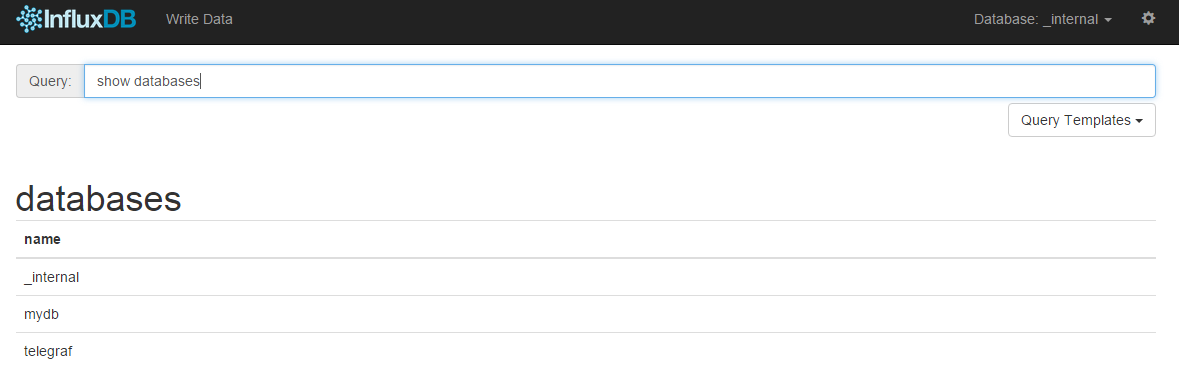 InfluxDB Write Data Database: _internal
Query: show databases
Query Templates
databases
name
_internal
mydb
telegraf